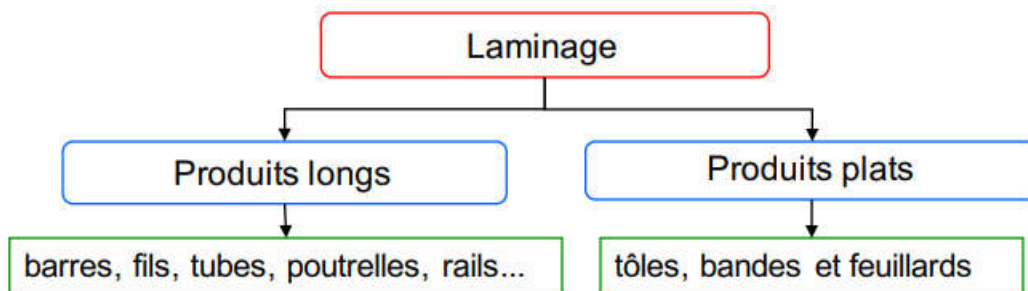 Laminage
Produits longs
Produits plats
barres, fils, tubes, poutrelles, rails...
tôles, bandes et feuillards